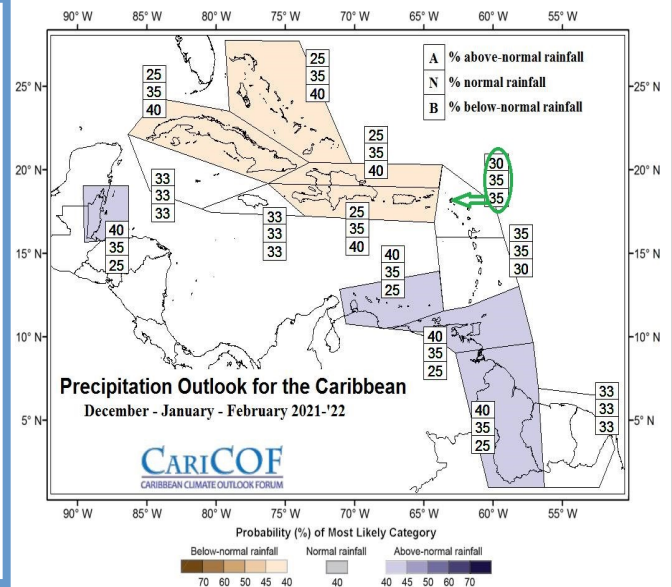 90° W 85° W 80° W 75° W 70° W 65° W 60° W 55° W
A % above-normal rainfall
N % normal rainfall
B % below-normal rainfall
25° N
20° N
15° N
10° N
5° N
25° N
20° N
15° N
10° N
5° N
25
35
40
25
35
40
25
35
40
30
35
35
33
33
33
33
33
33
25
35
40
40
35
25
35
35
30
40
35
25
40
35
25
40
35
25
33
33
33
Precipitation Outlook for the Caribbean
December - January - February 2021-'22
CARICOF
CARIBBEAN CLIMATE OUTLOOK FORUM
90° W 85° W 80° W 75° W 70° W 65° W 60° W 55° W
Probability (%) of Most Likely Category
Below-normal rainfall Normal rainfall Above-normal rainfall
70 60 50 45 40 40 40 45 50 60 70